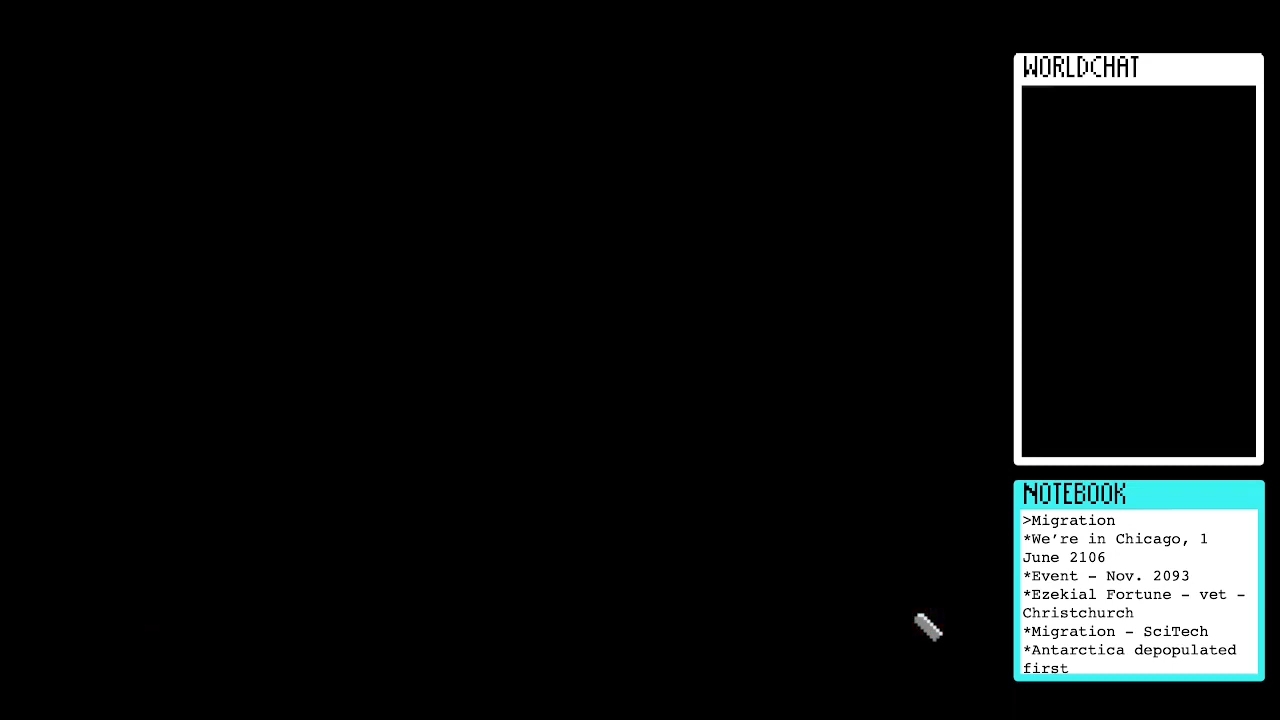 WORLDCHAT
NOTEBOOK
>Migration
*We're in Chicago, 1
June 2106
*Event - Nov. 2093
*Ezekial Fortune - vet -
Christchurch
*Migration - SciTech
*Antarctica depopulated
first